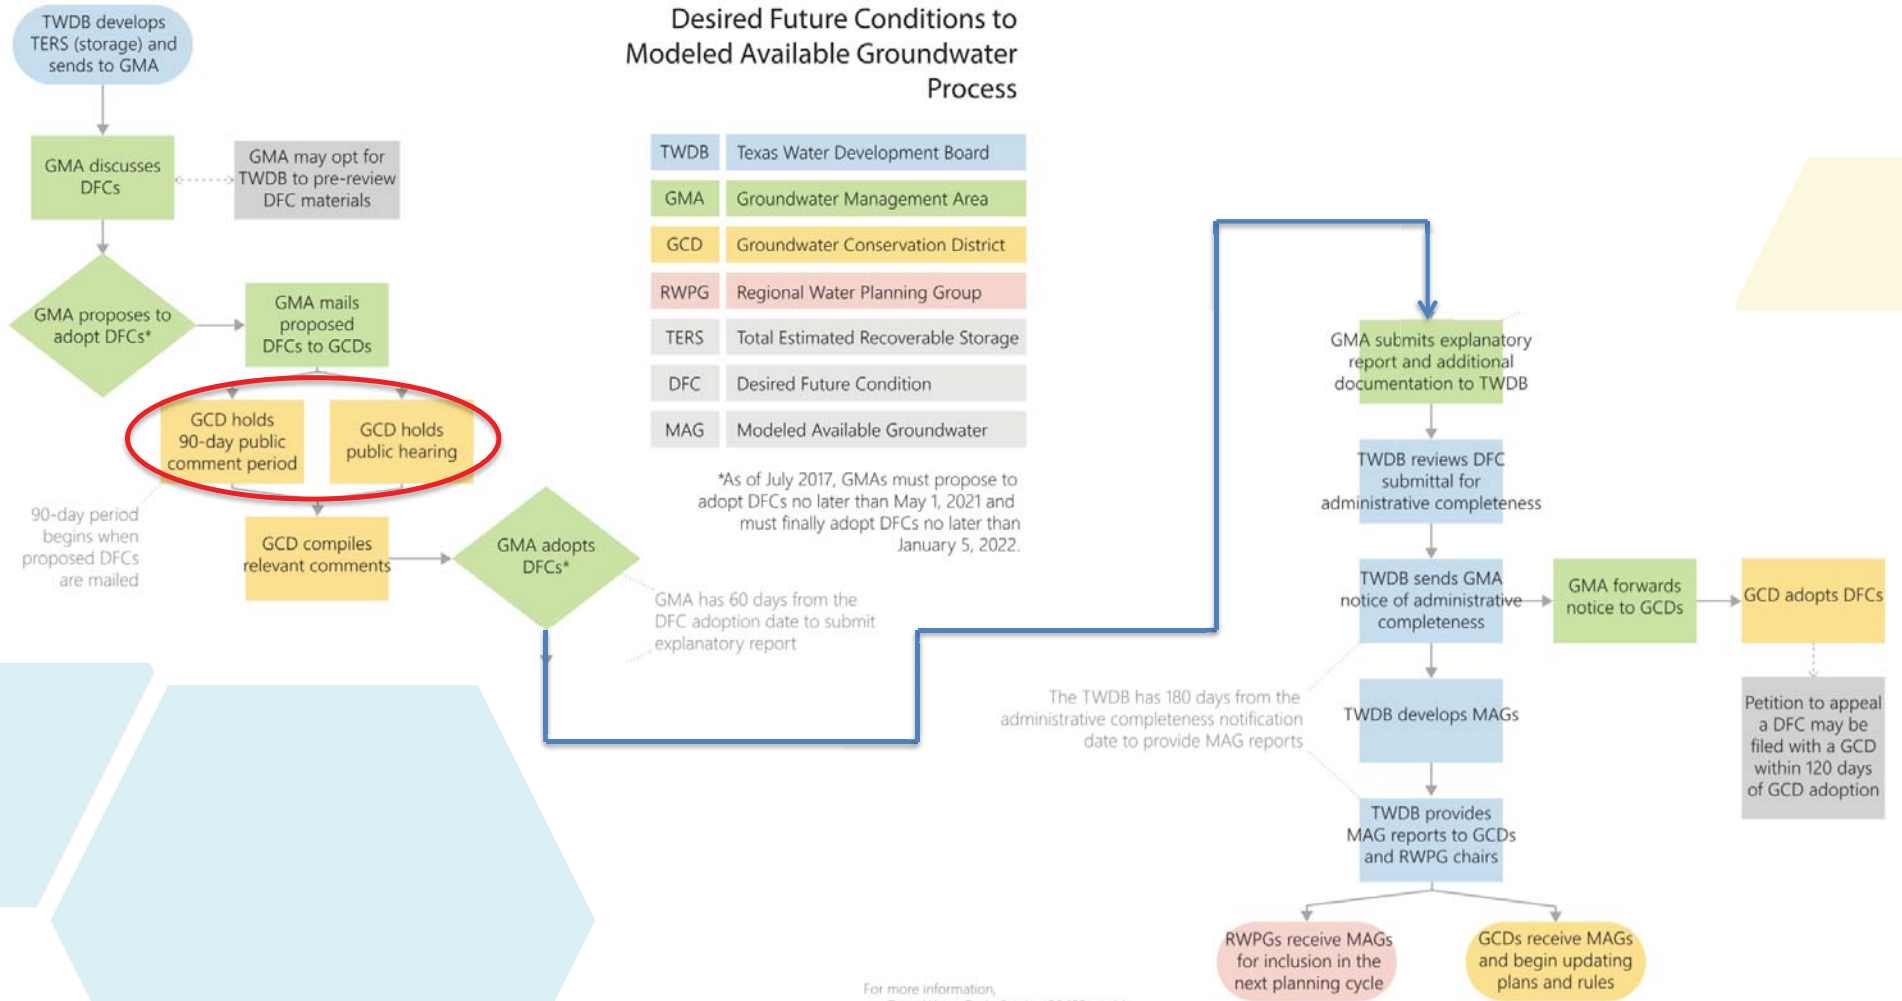 Desired Future Conditions to
Modeled Available Groundwater
Process
TWDB develops
TERS (storage) and
sends to GMA
GMA discusses
DFCs
GMA may opt for
TWDB to pre-review
DFC materials
GMA proposes to
adopt DFCs*
GMA mails
proposed
DFCs to GCDs
GCD holds
90-day public
comment period
GCD holds
public hearing
90-day period
begins when
proposed DFCs
are mailed
GCD compiles
relevant comments
GMA adopts
DFCs*
GMA has 60 days from the
DFC adoption date to submit
explanatory report
TWDB Texas Water Development Board
GMA Groundwater Management Area
GCD Groundwater Conservation District
RWPG Regional Water Planning Group
TERS Total Estimated Recoverable Storage
DFC Desired Future Condition
MAG Modeled Available Groundwater
*As of July 2017, GMAs must propose to
adopt DFCs no later than May 1, 2021 and
must finally adopt DFCs no later than
January 5, 2022.
GMA submits explanatory
report and additional
documentation to TWDB
TWDB reviews DFC
submittal for
administrative completeness
TWDB sends GMA
notice of administrative
completeness
GMA forwards
notice to GCDs
GCD adopts DFCs
Petition to appeal
a DFC may be
filed with a GCD
within 120 days
of GCD adoption
The TWDB has 180 days from the
administrative completeness notification
date to provide MAG reports
TWDB develops MAGs
TWDB provides
MAG reports to GCDs
and RWPG chairs
RWPGs receive MAGs
for inclusion in the
next planning cycle
GCDs receive MAGs
and begin updating
plans and rules
For more information,